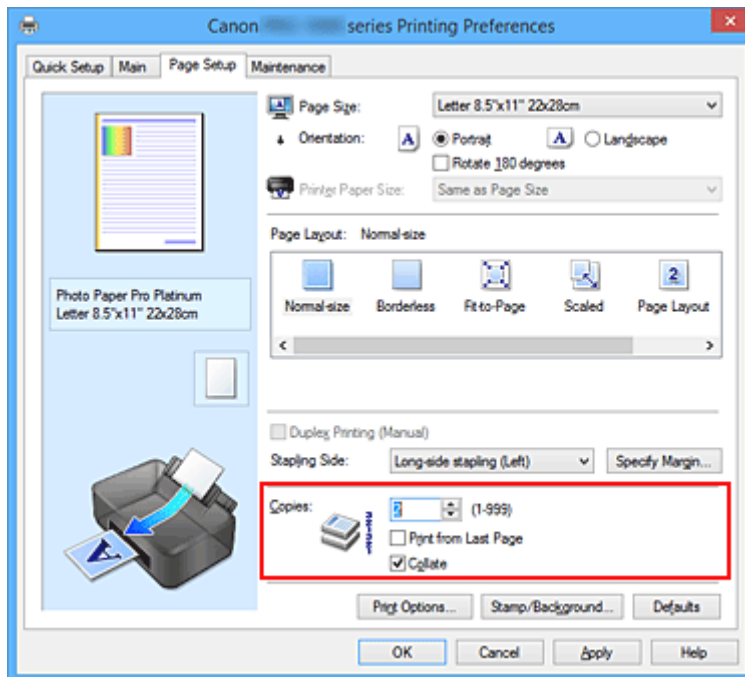 Canon series Printing Preferences
Quick Setup Main Page Setup Maintenance
Page Size: Letter 8.5"x11" 22x28cm
Orientation: A Portrait A Landscape
Rotate 180 degrees
Printer Paper Size: Same as Page Size
Page Layout: Normal-size
2
Normal-size Borderless Fit-to-Page Scaled Page Layout
Photo Paper Pro Platinum
Letter 8.5"x11" 22x28cm
Duplex Printing (Manual)
Stapling Side: Long-side stapling (Left) Specify Margin...
Copies: 2 (1-999)
Print from Last Page
Collate
A
Print Options... Stamp/Background... Defaults
OK Cancel Apply Help